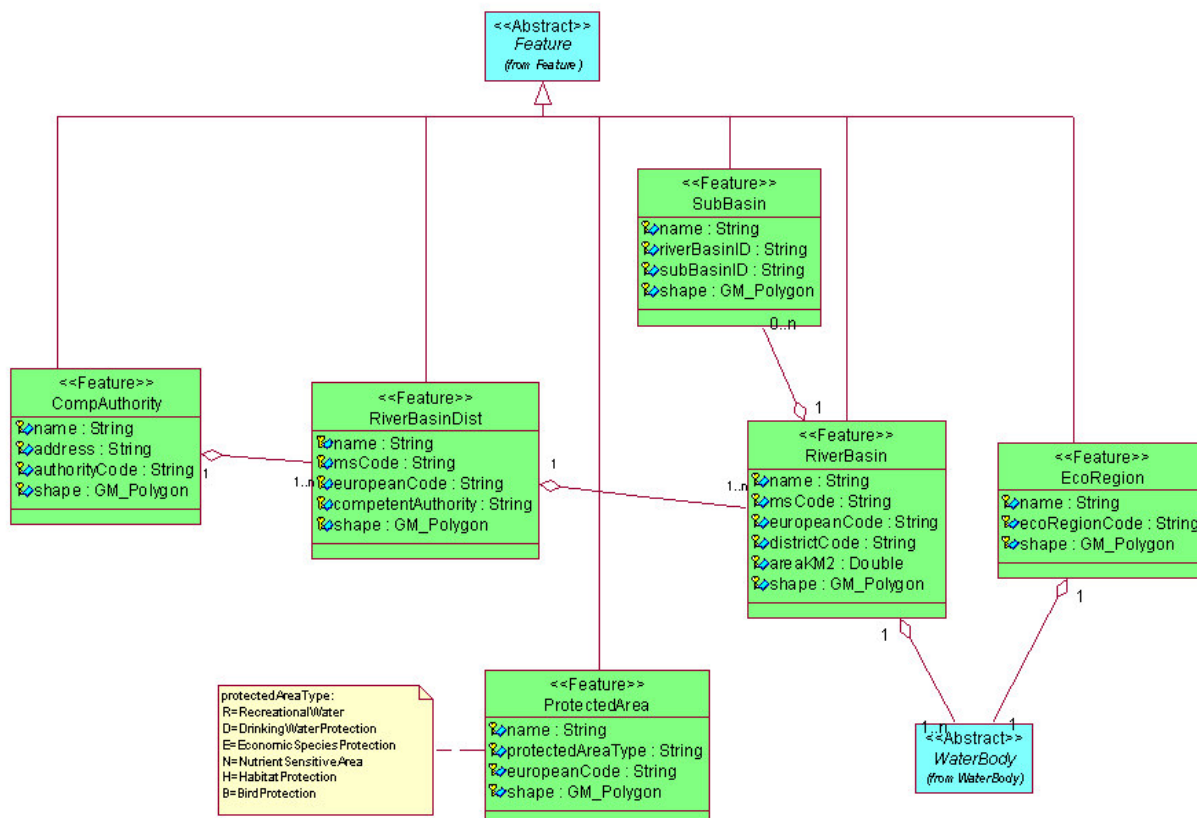 <<Abstract>>
Feature
(from Feature)
<<Feature>>
SubBasin
name : String
riverBasinID : String
subBasinID : String
shape : GM_Polygon
0..n
1
<<Feature>>
CompAuthority
name : String
address : String
authorityCode : String
shape : GM_Polygon
1
1..n
<<Feature>>
RiverBasinDist
name : String
msCode : String
europeanCode : String
competentAuthority : String
shape : GM_Polygon
1
1..n
<<Feature>>
RiverBasin
name : String
msCode : String
europeanCode : String
districtCode : String
areaKM2 : Double
shape : GM_Polygon
1
1..n
<<Feature>>
EcoRegion
name : String
ecoRegionCode : String
shape : GM_Polygon
1
1
protectedAreaType:
R=RecreationalWater
D=DrinkingWaterProtection
E=EconomicSpeciesProtection
N=NutrientSensitiveArea
H=HabitatProtection
B=BirdProtection
<<Feature>>
ProtectedArea
name : String
protectedAreaType : String
europeanCode : String
shape : GM_Polygon
<<Abstract>>
WaterBody
(from WaterBody)